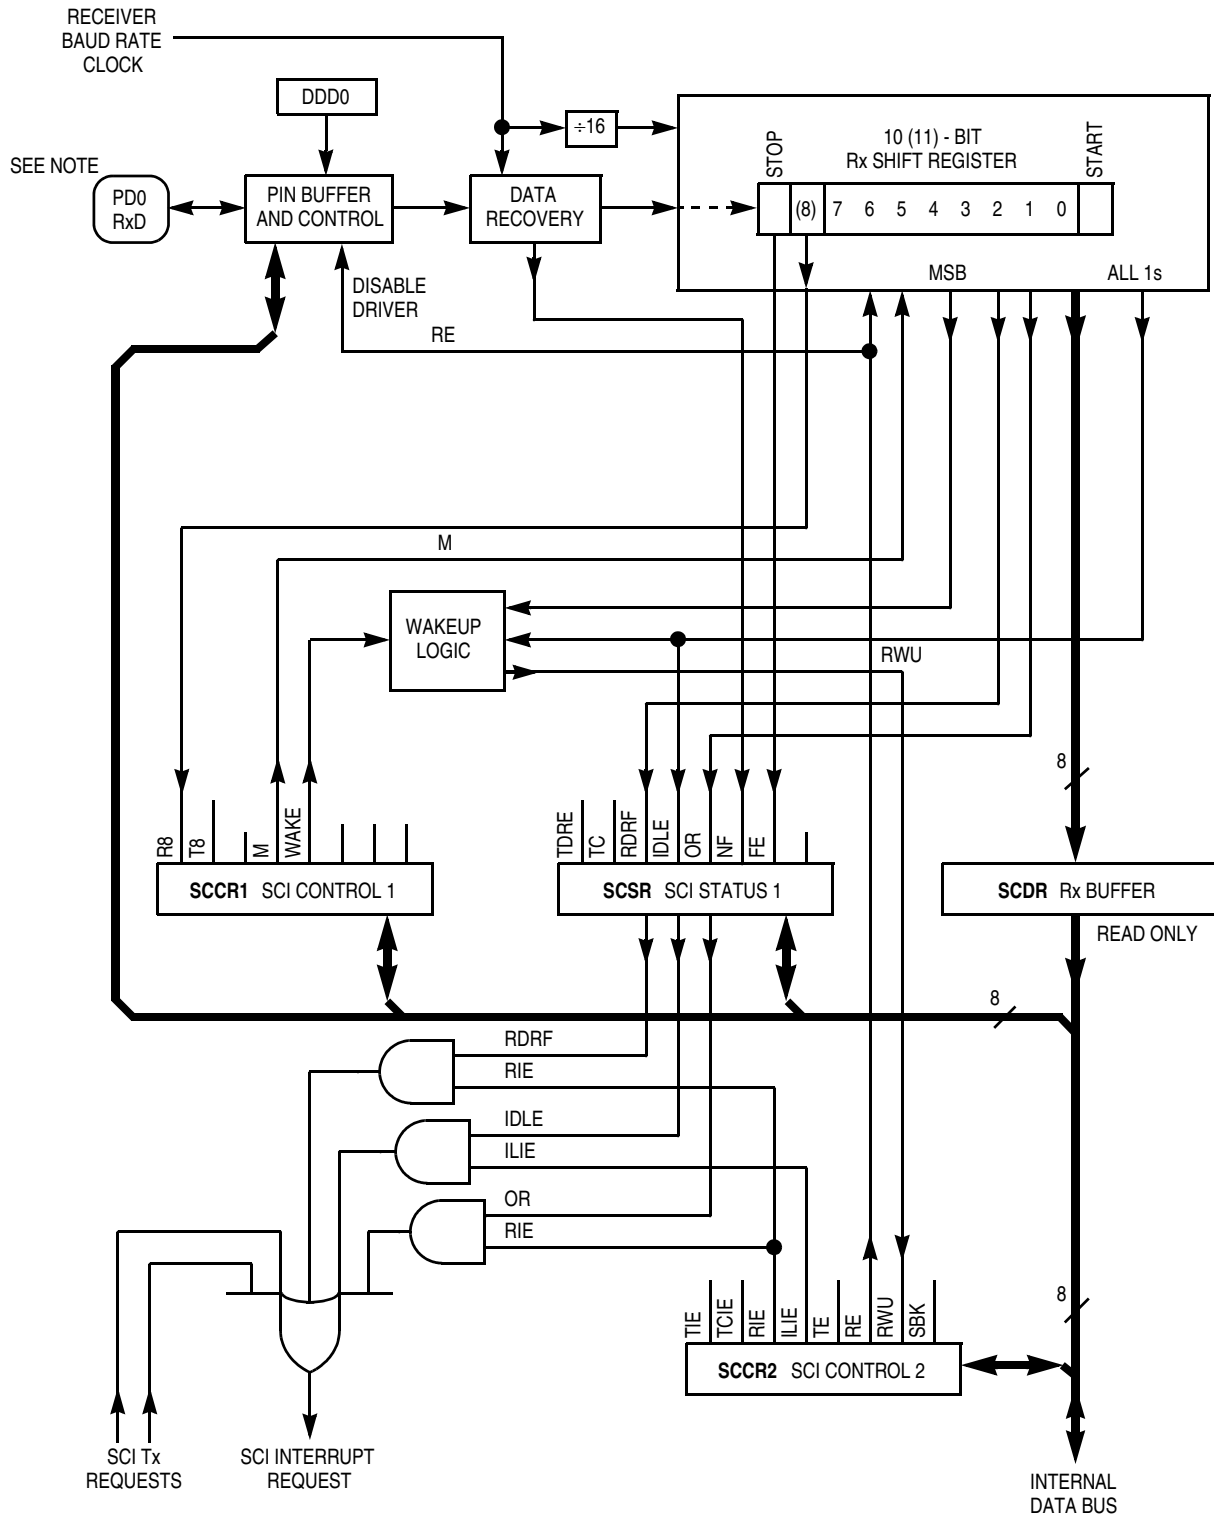 RECEIVER
BAUD RATE
CLOCK
DDD0
÷16
SEE NOTE
PD0
RxD
PIN BUFFER
AND CONTROL
DATA
RECOVERY
10 (11) - BIT
Rx SHIFT REGISTER
STOP
START
(8) 7 6 5 4 3 2 1 0
MSB
ALL 1s
DISABLE
DRIVER
RE
M
WAKEUP
LOGIC
RWU
8
R8
T8
M
WAKE
SCCR1 SCI CONTROL 1
TDRE
TC
RDRF
IDLE
OR
NF
FE
SCSR SCI STATUS 1
SCDR Rx BUFFER
READ ONLY
8
RDRF
RIE
IDLE
ILIE
OR
RIE
8
TIE
TCIE
RIE
ILIE
TE
RE
RWU
SBK
SCCR2 SCI CONTROL 2
SCI Tx
REQUESTS
SCI INTERRUPT
REQUEST
INTERNAL
DATA BUS